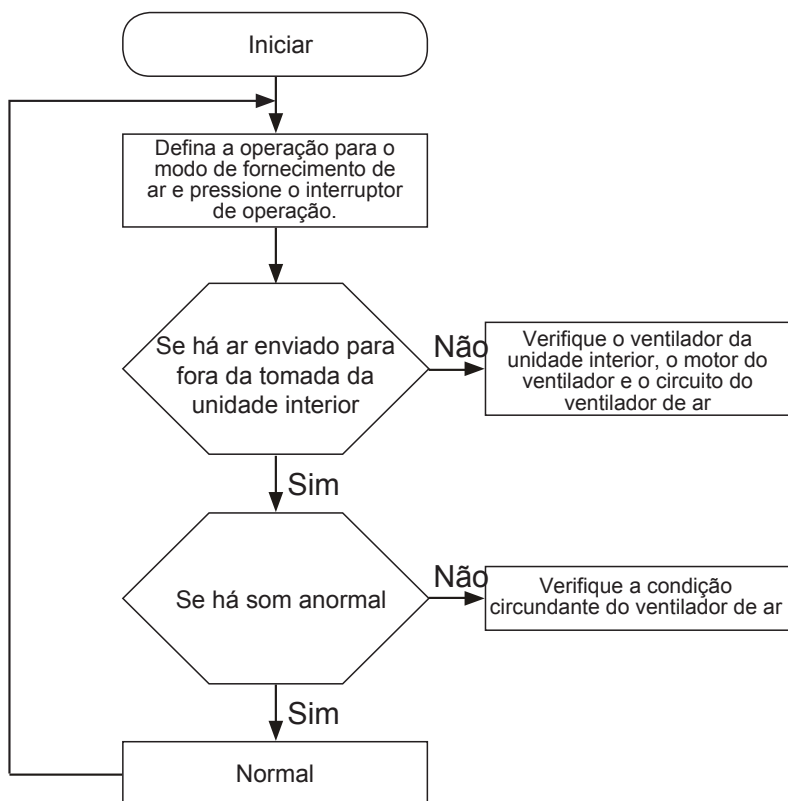 Iniciar
Defina a operação para o
modo de fornecimento de
ar e pressione o interruptor
de operação.
Se há ar enviado para
fora da tomada da
unidade interior
Não
Verifique o ventilador da
unidade interior, o motor do
ventilador e o circuito do
ventilador de ar
Sim
Se há som anormal
Não
Verifique a condição
circundante do ventilador de ar
Sim
Normal